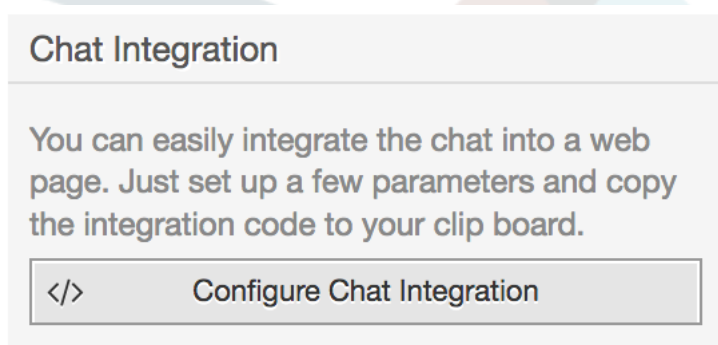 Chat Integration
You can easily integrate the chat into a web
page. Just set up a few parameters and copy
the integration code to your clip board.
</> Configure Chat Integration